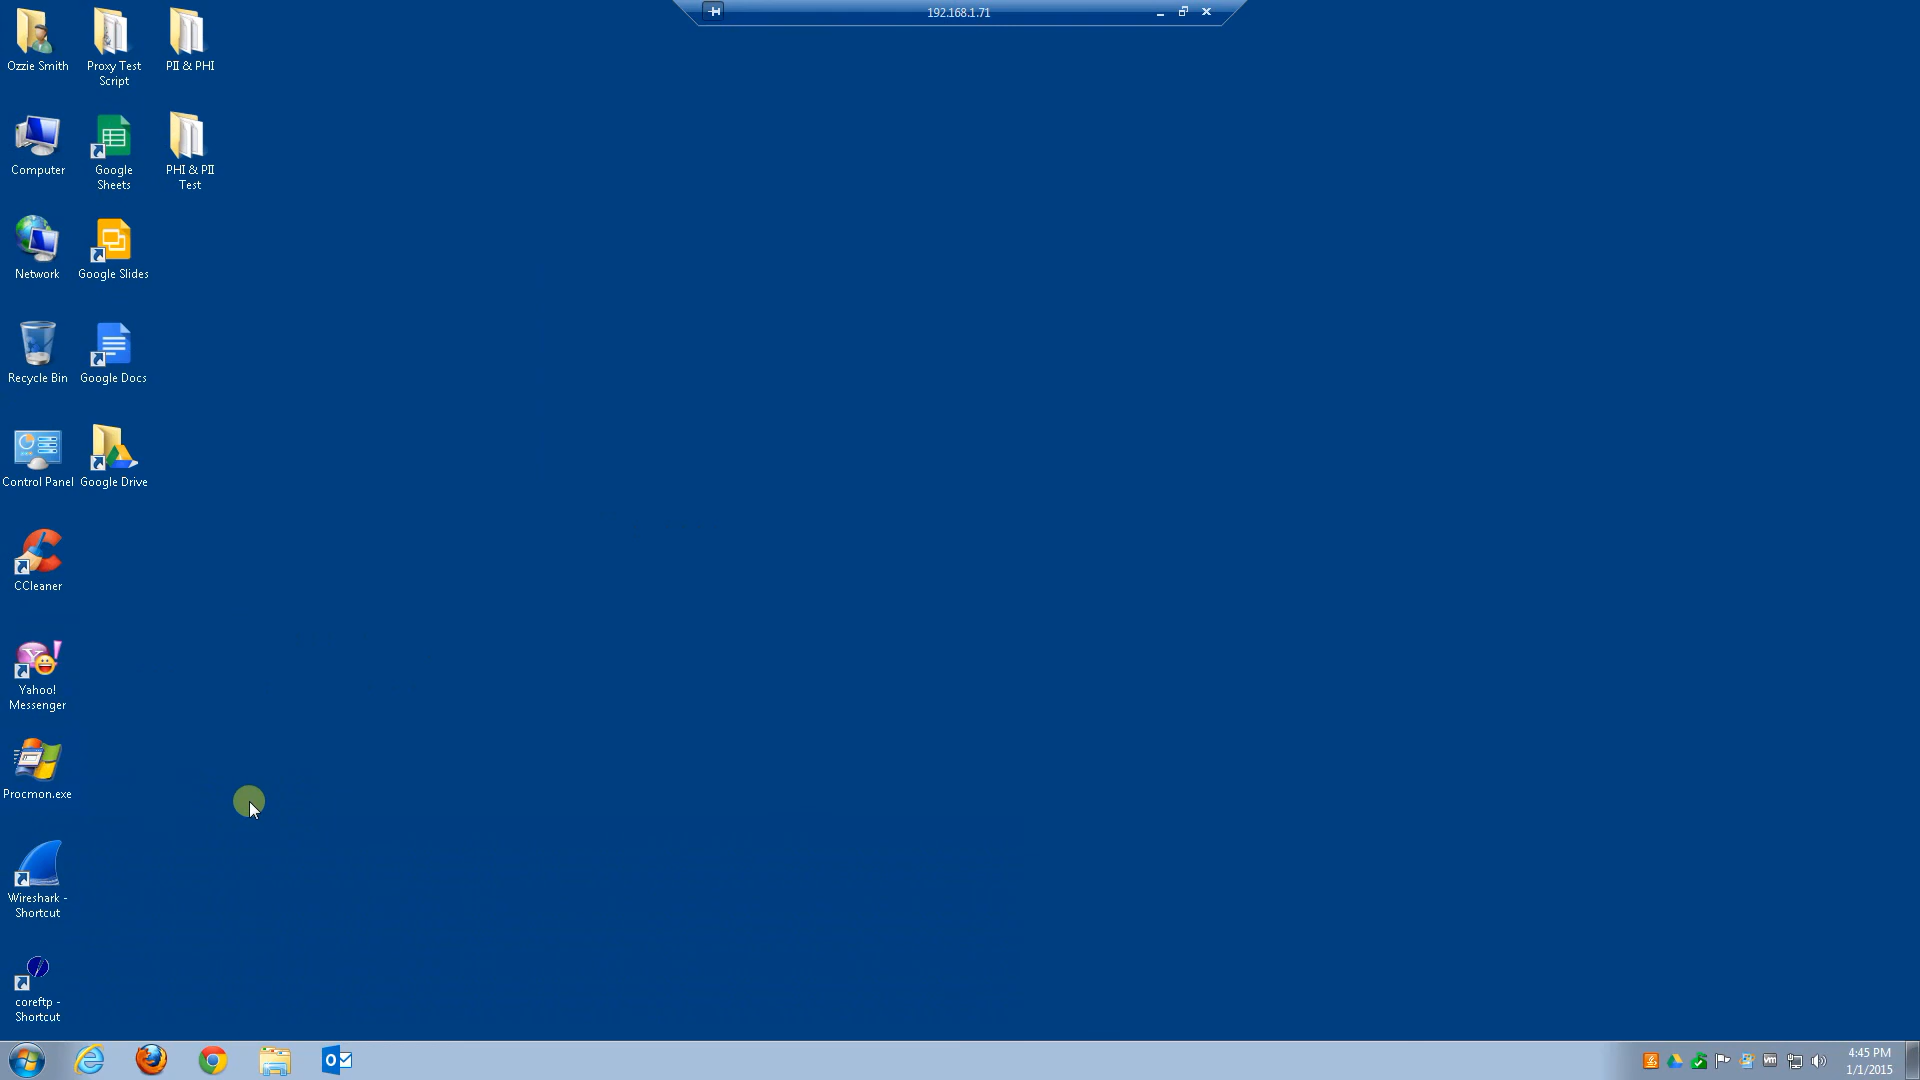 192.168.1.71
Ozzie Smith
Proxy Test
Script
PII & PHI
Computer
Google
Sheets
PHI & PII
Test
Network
Google Slides
Recycle Bin
Google Docs
Control Panel
Google Drive
CCleaner
Yahoo!
Messenger
Procmon.exe
Wireshark -
Shortcut
coreftp -
Shortcut
4:45 PM
1/1/2015